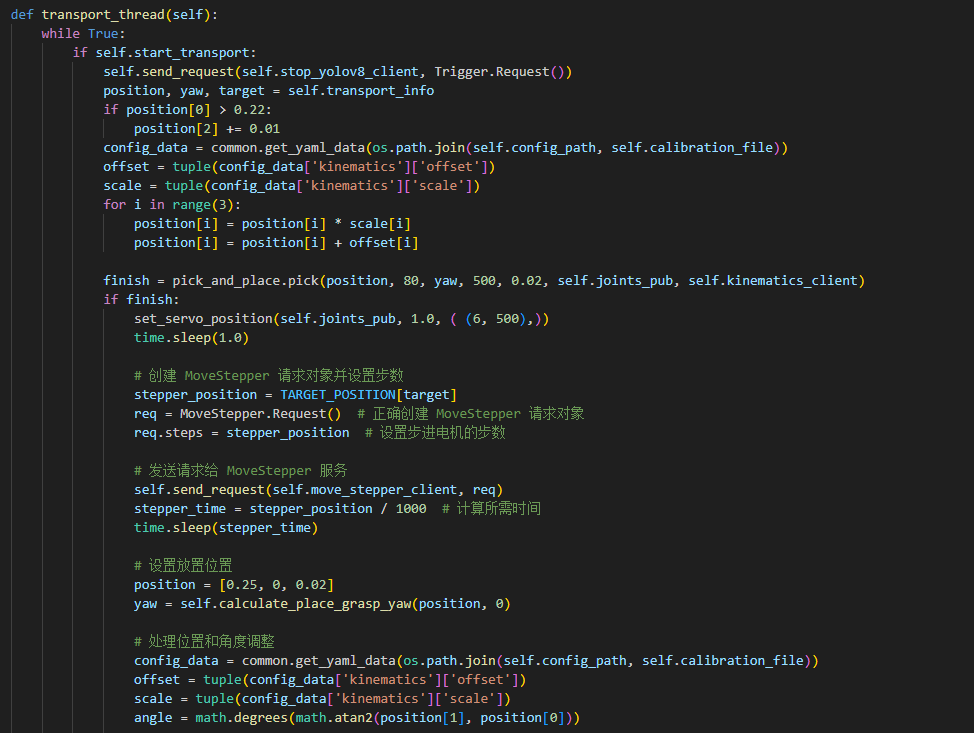 def transport_thread(self):
while True:
if self.start_transport:
self.send_request(self.stop_yolov8_client, Trigger.Request())
position, yaw, target = self.transport_info
if position[0] > 0.22:
position[2] += 0.01
config_data = common.get_yaml_data(os.path.join(self.config_path, self.calibration_file))
offset = tuple(config_data['kinematics']['offset'])
scale = tuple(config_data['kinematics']['scale'])
for i in range(3):
position[i] = position[i] * scale[i]
position[i] = position[i] + offset[i]
finish = pick_and_place.pick(position, 80, yaw, 500, 0.02, self.joints_pub, self.kinematics_client)
if finish:
set_servo_position(self.joints_pub, 1.0, ( (6, 500),))
time.sleep(1.0)
# 创建 MoveStepper 请求对象并设置步数
stepper_position = TARGET_POSITION[target]
req = MoveStepper.Request()  # 正确创建 MoveStepper 请求对象
req.steps = stepper_position  # 设置步进电机的步数
# 发送请求给 MoveStepper 服务
self.send_request(self.move_stepper_client, req)
stepper_time = stepper_position / 1000  # 计算所需时间
time.sleep(stepper_time)
# 设置放置位置
position = [0.25, 0, 0.02]
yaw = self.calculate_place_grasp_yaw(position, 0)
# 处理位置和角度调整
config_data = common.get_yaml_data(os.path.join(self.config_path, self.calibration_file))
offset = tuple(config_data['kinematics']['offset'])
scale = tuple(config_data['kinematics']['scale'])
angle = math.degrees(math.atan2(position[1], position[0]))